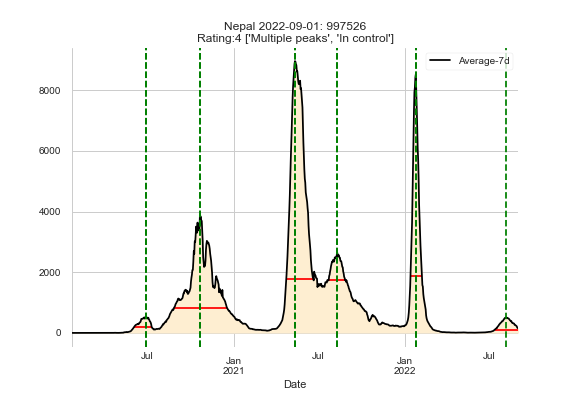 Nepal 2022-09-01: 997526
Rating:4 ['Multiple peaks', 'In control']
Average-7d
8000
6000
4000
2000
0
Jul
Jan
2021
Jul
Jan
2022
Jul
Date